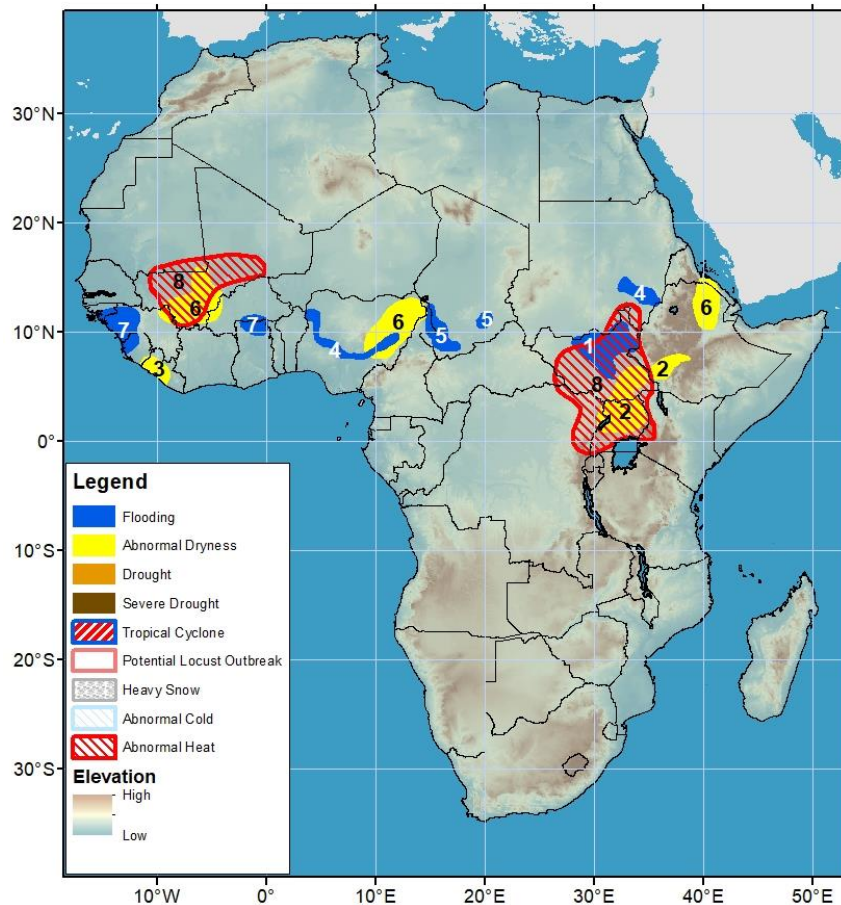 30°N
20°N
10°N
0°
10°S
20°S
30°S
8
6
7
3
7
4
6
5
5
4
6
1
2
8
2
Legend
Flooding
Abnormal Dryness
Drought
Severe Drought
Tropical Cyclone
Potential Locust Outbreak
Heavy Snow
Abnormal Cold
Abnormal Heat
Elevation
High
Low
10°W
0°
10°E
20°E
30°E
40°E
50°E